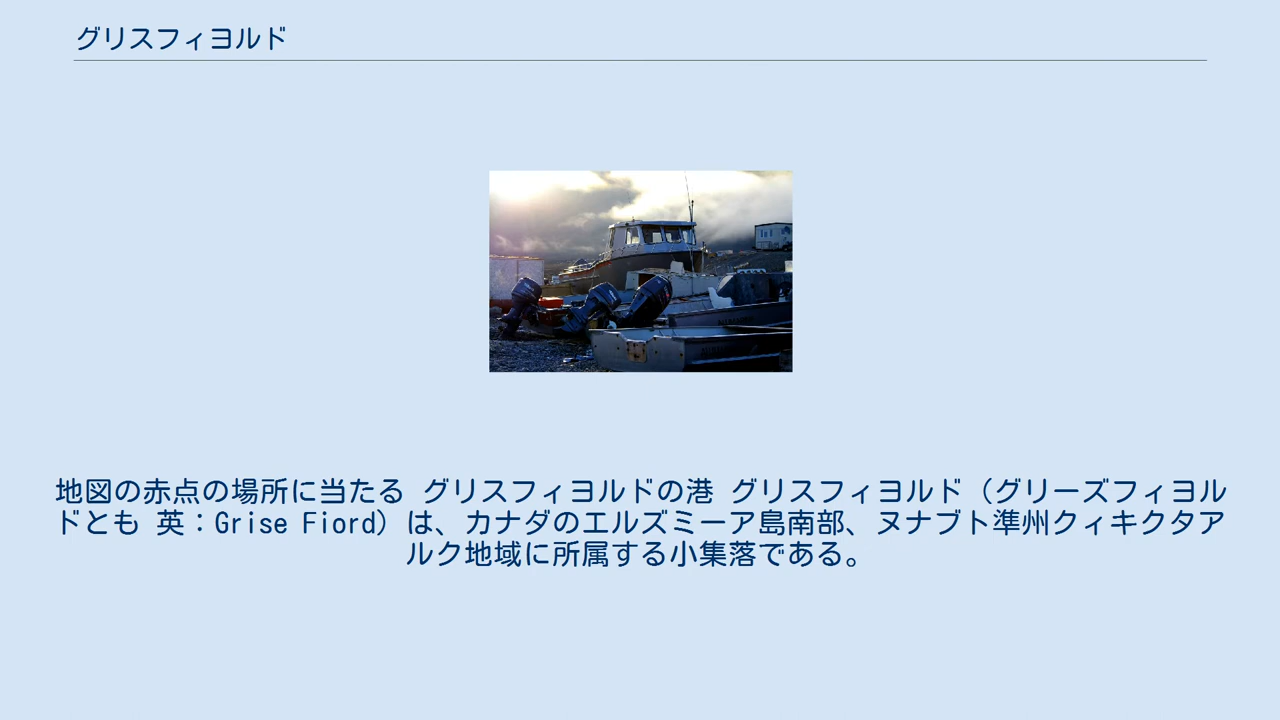 グリスフィヨルド
地図の赤点の場所に当たる グリスフィヨルドの港 グリスフィヨルド（グリーズフィヨル
ドとも 英：Grise Fiord）は、カナダのエルズミーア島南部、ヌナブト準州クィキクタア
ルク地域に所属する小集落である。